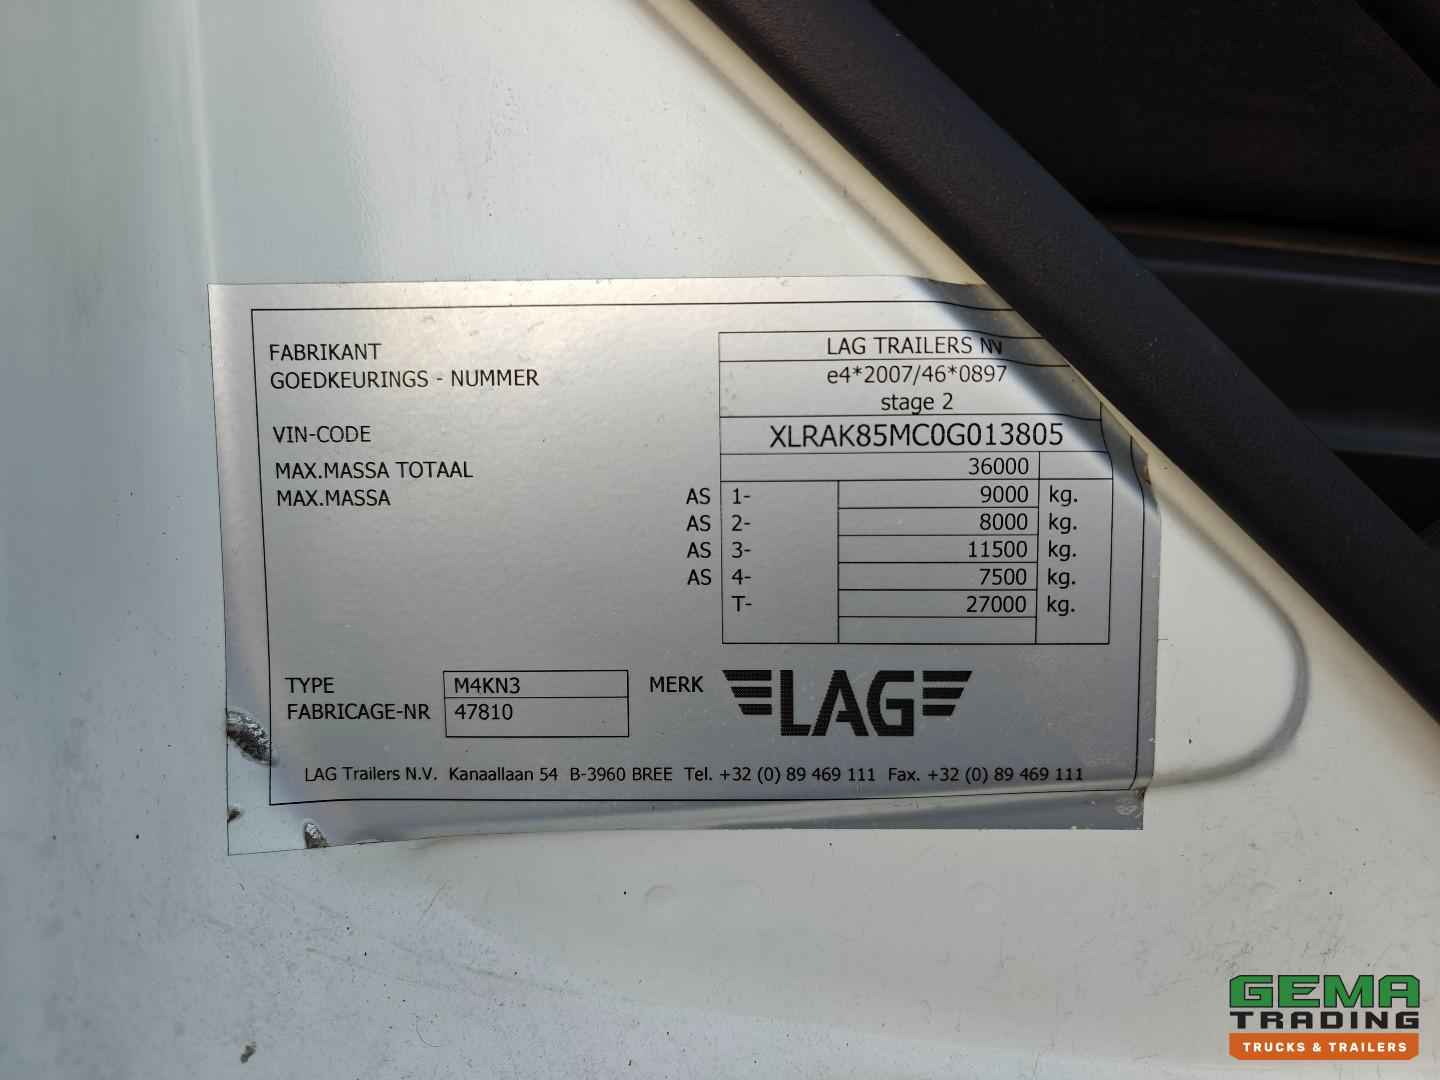 FABRIKANT LAG TRAILERS NV
GOEDKEURINGS - NUMMER e4*2007/46*0897
stage 2
VIN-CODE XLRAK85MC0G013805
MAX.MASSA TOTAAL 36000
MAX.MASSA AS 1- 9000 kg.
AS 2- 8000 kg.
AS 3- 11500 kg.
AS 4- 7500 kg.
T- 27000 kg.
TYPE M4KN3 MERK LAG
FABRICAGE-NR 47810
LAG Trailers N.V. Kanaallaan 54 B-3960 BREE Tel. +32 (0) 89 469 111 Fax. +32 (0) 89 469 111
GEMA
TRADING
TRUCKS & TRAILERS